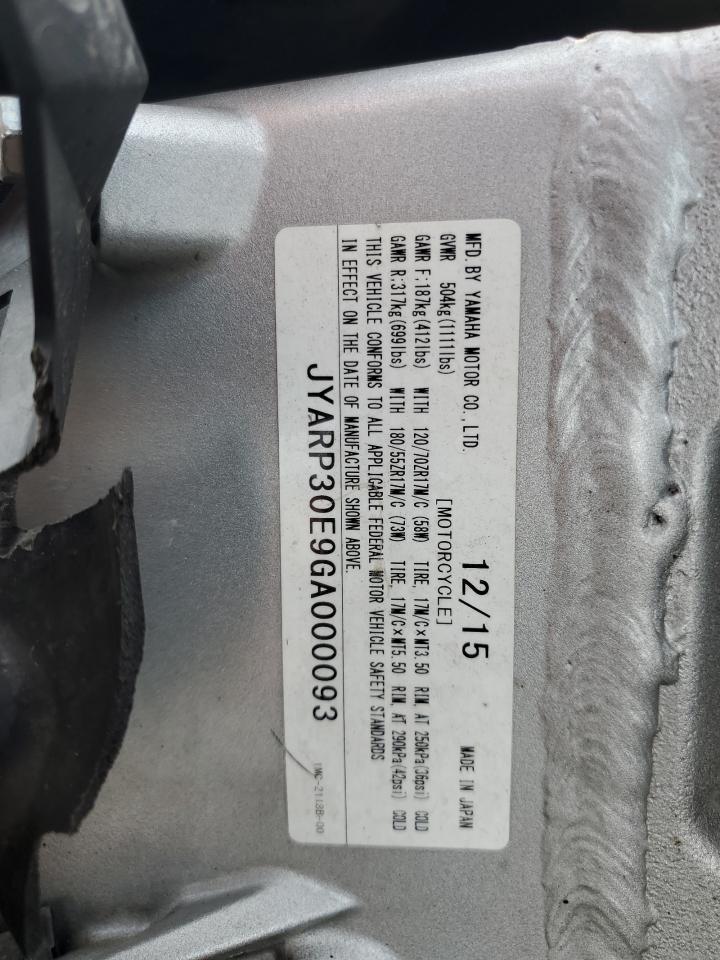 MFD. BY YAMAHA MOTOR CO.,LTD. 12/15 MADE IN JAPAN
GVWR 504kg(1111lbs) [MOTORCYCLE]
GAWR F:187kg(412lbs) WITH 120/70ZR17M/C (58W) TIRE, 17M/C×MT3.50 RIM, AT 250kPa(36psi) COLD
GAWR R:317kg(699lbs) WITH 180/55ZR17M/C (73W) TIRE, 17M/C×MT5.50 RIM, AT 290kPa(42psi) COLD
THIS VEHICLE CONFORMS TO ALL APPLICABLE FEDERAL MOTOR VEHICLE SAFETY STANDARDS
IN EFFECT ON THE DATE OF MANUFACTURE SHOWN ABOVE.
JYARP30E9GA000093